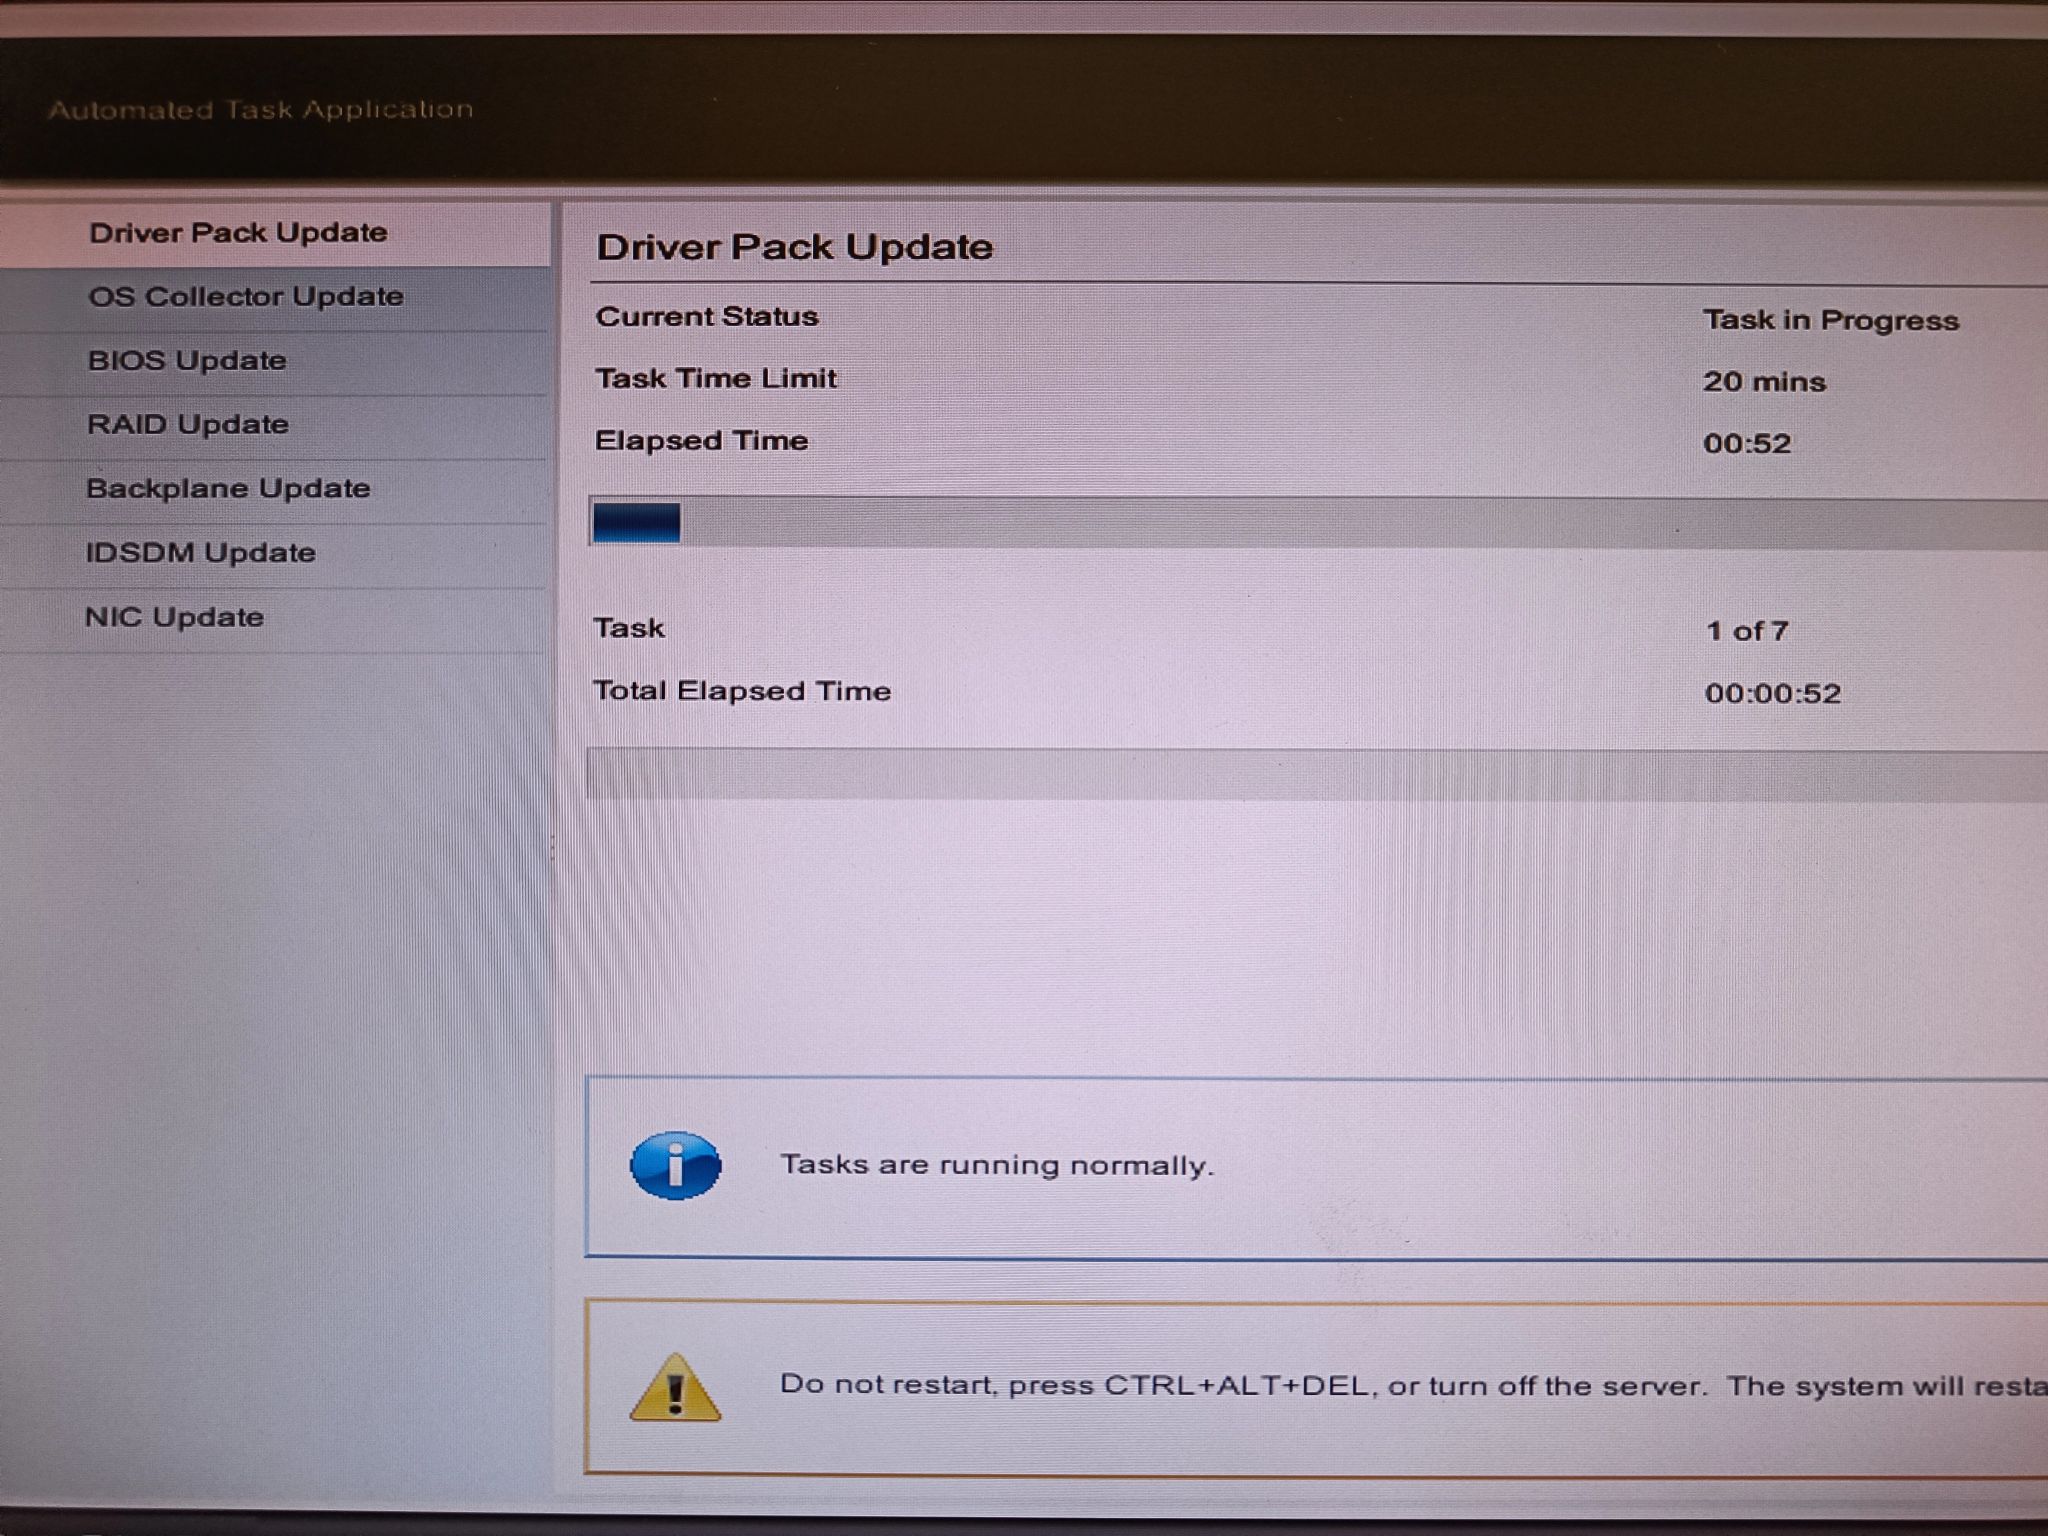 Automated Task Application
Driver Pack Update
OS Collector Update
BIOS Update
RAID Update
Backplane Update
IDSDM Update
NIC Update
Driver Pack Update
Current Status Task in Progress
Task Time Limit 20 mins
Elapsed Time 00:52
Task 1 of 7
Total Elapsed Time 00:00:52
Tasks are running normally.
Do not restart, press CTRL+ALT+DEL, or turn off the server. The system will resta